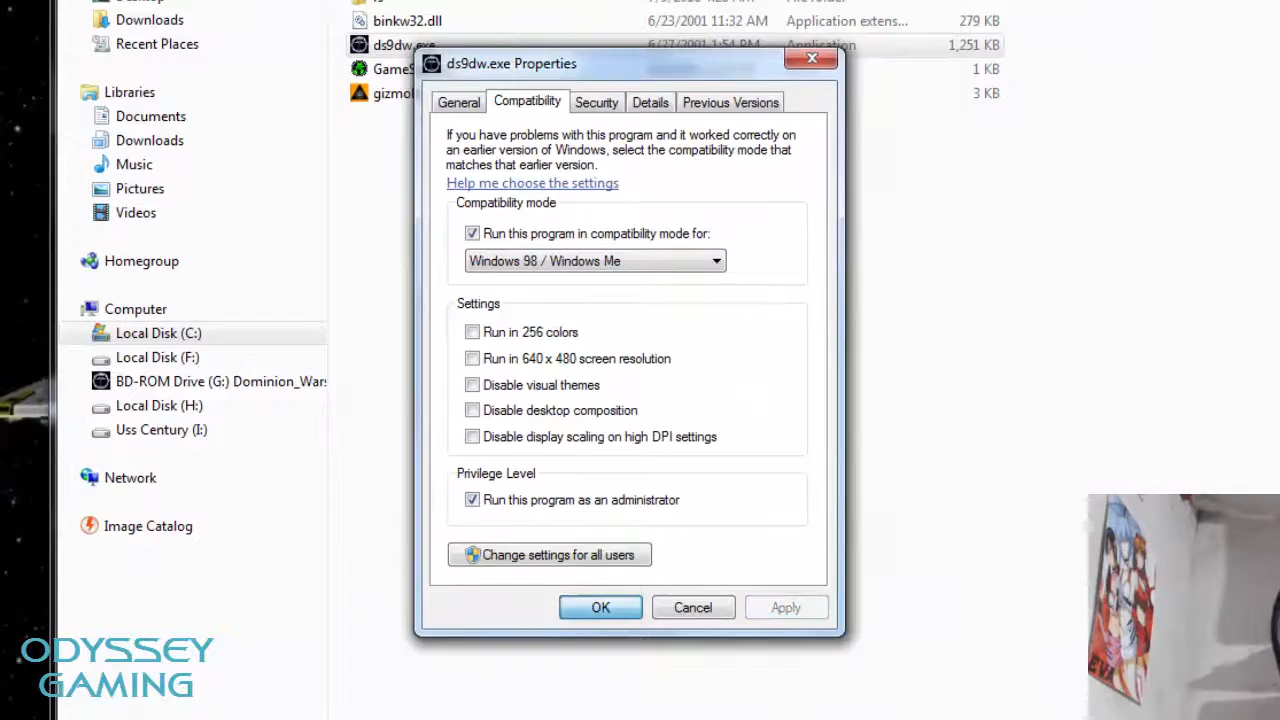 Downloads
Recent Places
Libraries
Documents
Downloads
Music
Pictures
Videos
Homegroup
Computer
Local Disk (C:)
Local Disk (F:)
BD-ROM Drive (G:) Dominion_Wars
Local Disk (H:)
Uss Century (I:)
Network
Image Catalog
binkw32.dll 6/23/2001 11:32 AM Application extens... 279 KB
ds9dw.exe 6/27/2001 1:54 PM Application 1,251 KB
GameS 1 KB
gizmo 3 KB
ds9dw.exe Properties
General Compatibility Security Details Previous Versions
If you have problems with this program and it worked correctly on
an earlier version of Windows, select the compatibility mode that
matches that earlier version.
Help me choose the settings
Compatibility mode
Run this program in compatibility mode for:
Windows 98 / Windows Me
Settings
Run in 256 colors
Run in 640 x 480 screen resolution
Disable visual themes
Disable desktop composition
Disable display scaling on high DPI settings
Privilege Level
Run this program as an administrator
Change settings for all users
OK Cancel Apply
ODYSSEY
GAMING
EVA